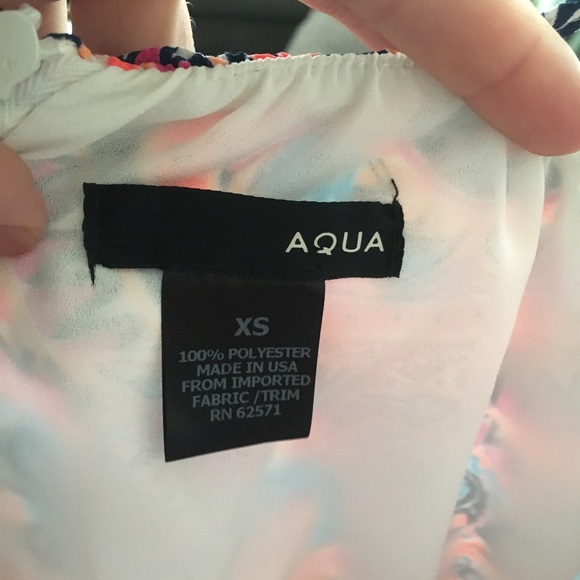 AQUA
XS
100% POLYESTER
MADE IN USA
FROM IMPORTED
FABRIC /TRIM
RN 62571